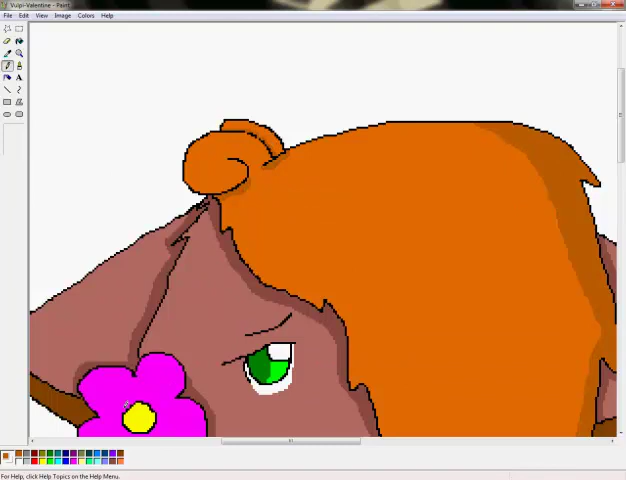 Vulpi-Valentine - Paint
File Edit View Image Colors Help
A
For Help, click Help Topics on the Help Menu.